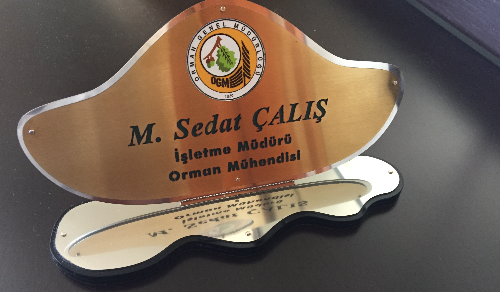 ORMAN GENEL MÜDÜRLÜĞÜ
OGM
M. Sedat ÇALIŞ
İşletme Müdürü
Orman Mühendisi